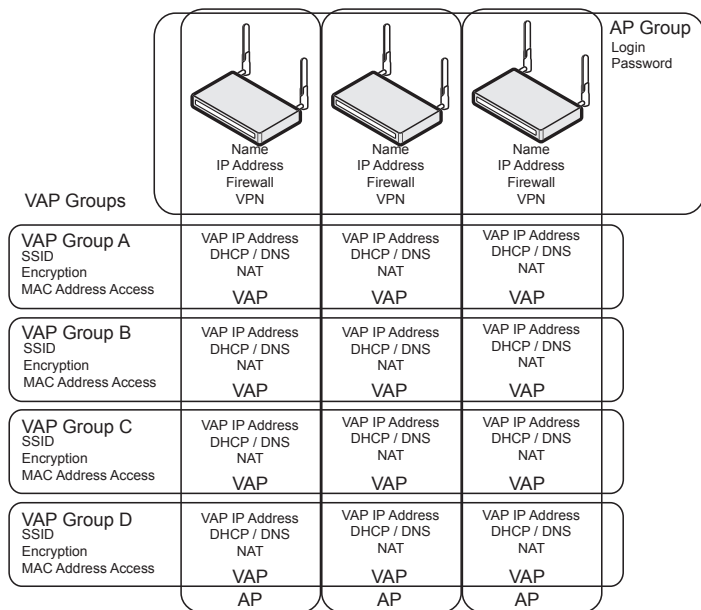 AP Group
Login
Password
Name
IP Address
Firewall
VPN
Name
IP Address
Firewall
VPN
Name
IP Address
Firewall
VPN
VAP Groups
VAP Group A
SSID
Encryption
MAC Address Access
VAP IP Address
DHCP / DNS
NAT
VAP
VAP IP Address
DHCP / DNS
NAT
VAP
VAP IP Address
DHCP / DNS
NAT
VAP
VAP Group B
SSID
Encryption
MAC Address Access
VAP IP Address
DHCP / DNS
NAT
VAP
VAP IP Address
DHCP / DNS
NAT
VAP
VAP IP Address
DHCP / DNS
NAT
VAP
VAP Group C
SSID
Encryption
MAC Address Access
VAP IP Address
DHCP / DNS
NAT
VAP
VAP IP Address
DHCP / DNS
NAT
VAP
VAP IP Address
DHCP / DNS
NAT
VAP
VAP Group D
SSID
Encryption
MAC Address Access
VAP IP Address
DHCP / DNS
NAT
VAP
VAP IP Address
DHCP / DNS
NAT
VAP
VAP IP Address
DHCP / DNS
NAT
VAP
AP
AP
AP